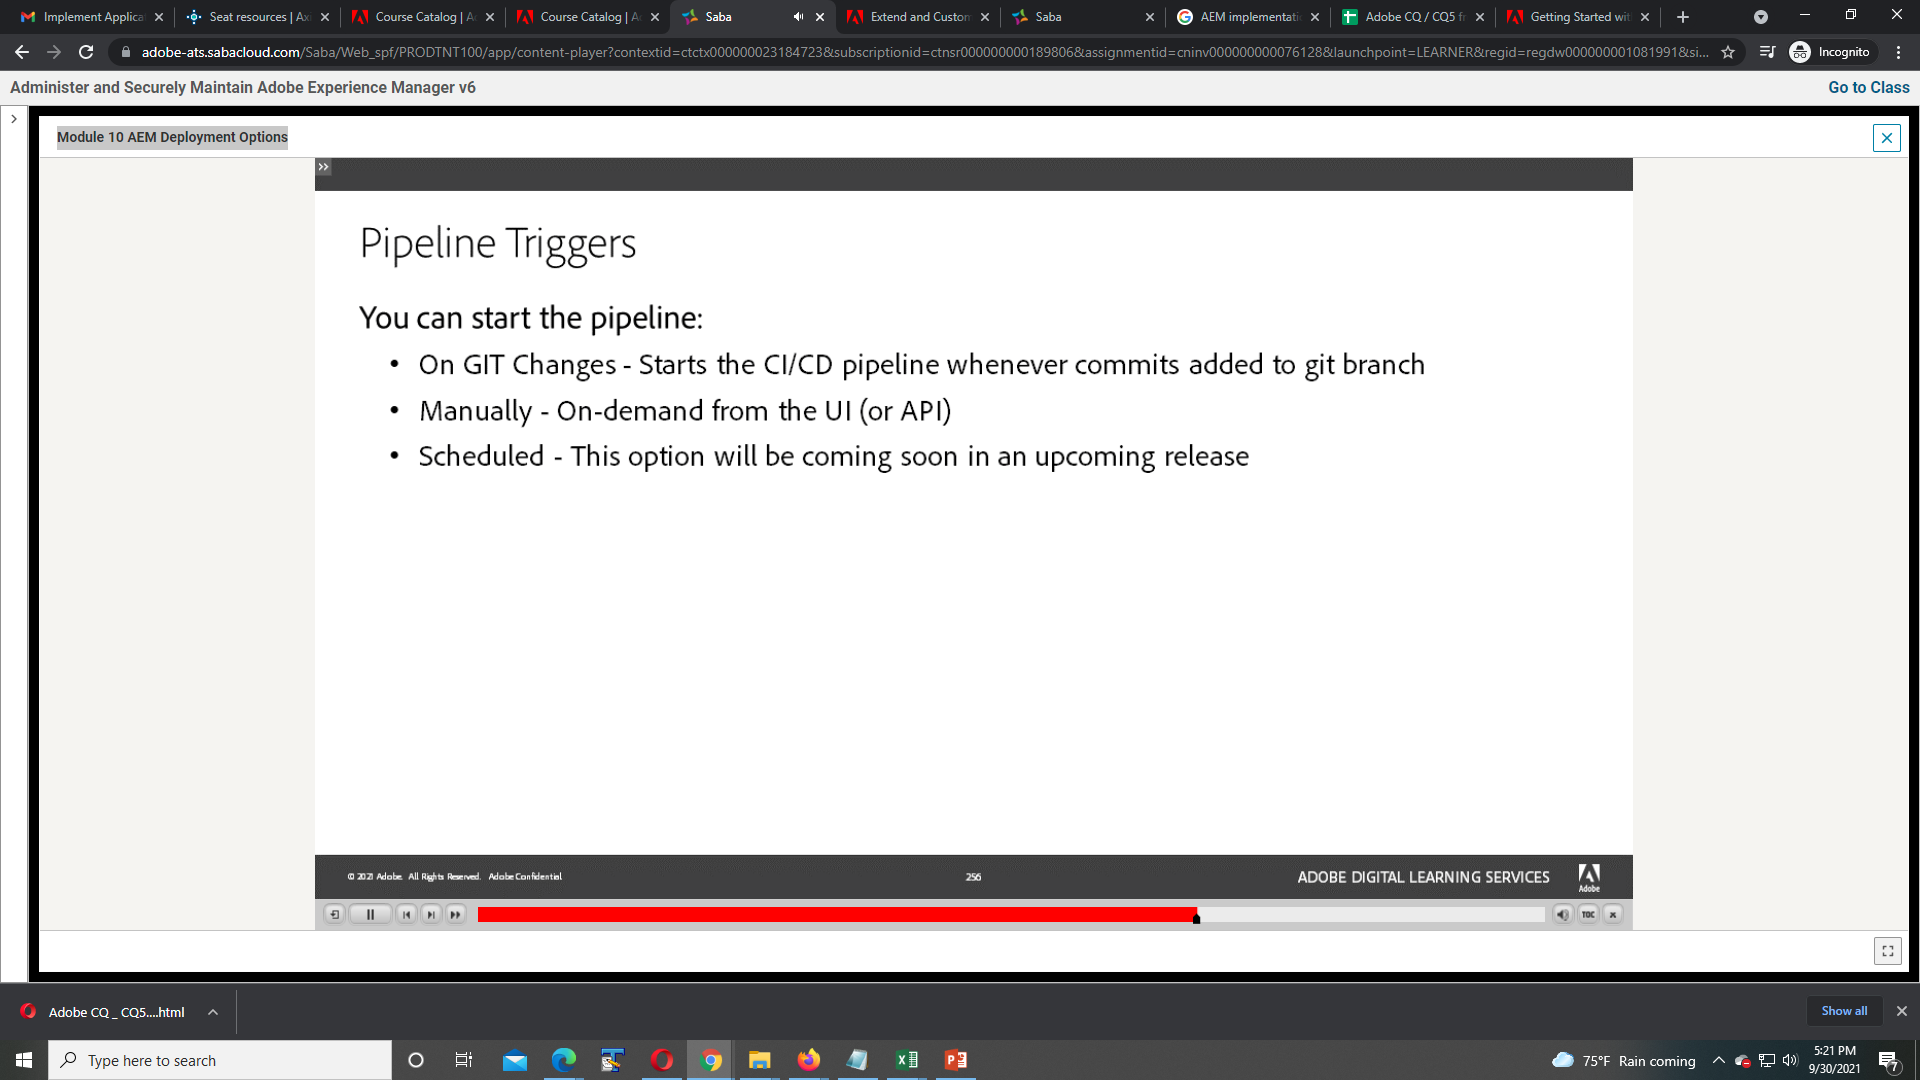 Implement Applica
Seat resources | Ax
Course Catalog | A
Course Catalog | A
Saba
Extend and Custom
Saba
AEM implementati
Adobe CQ / CQ5 f
Getting Started wit
adobe-ats.sabacloud.com/Saba/Web_spf/PRODTNT100/app/content-player?contextid=ctctx000000023184723&subscriptionid=ctnsr000000000189806&assignmentid=cninv000000000076128&launchpoint=LEARNER&regid=regdw000000001081991&si...
Incognito
Administer and Securely Maintain Adobe Experience Manager v6
Go to Class
Module 10 AEM Deployment Options
Pipeline Triggers
You can start the pipeline:
• On GIT Changes - Starts the CI/CD pipeline whenever commits added to git branch
• Manually - On-demand from the UI (or API)
• Scheduled - This option will be coming soon in an upcoming release
© 2021 Adobe. All Rights Reserved. Adobe Confidential
256
ADOBE DIGITAL LEARNING SERVICES
Adobe
TOC
Adobe CQ _ CQ5....html
Show all
Type here to search
75°F Rain coming
5:21 PM
9/30/2021
7